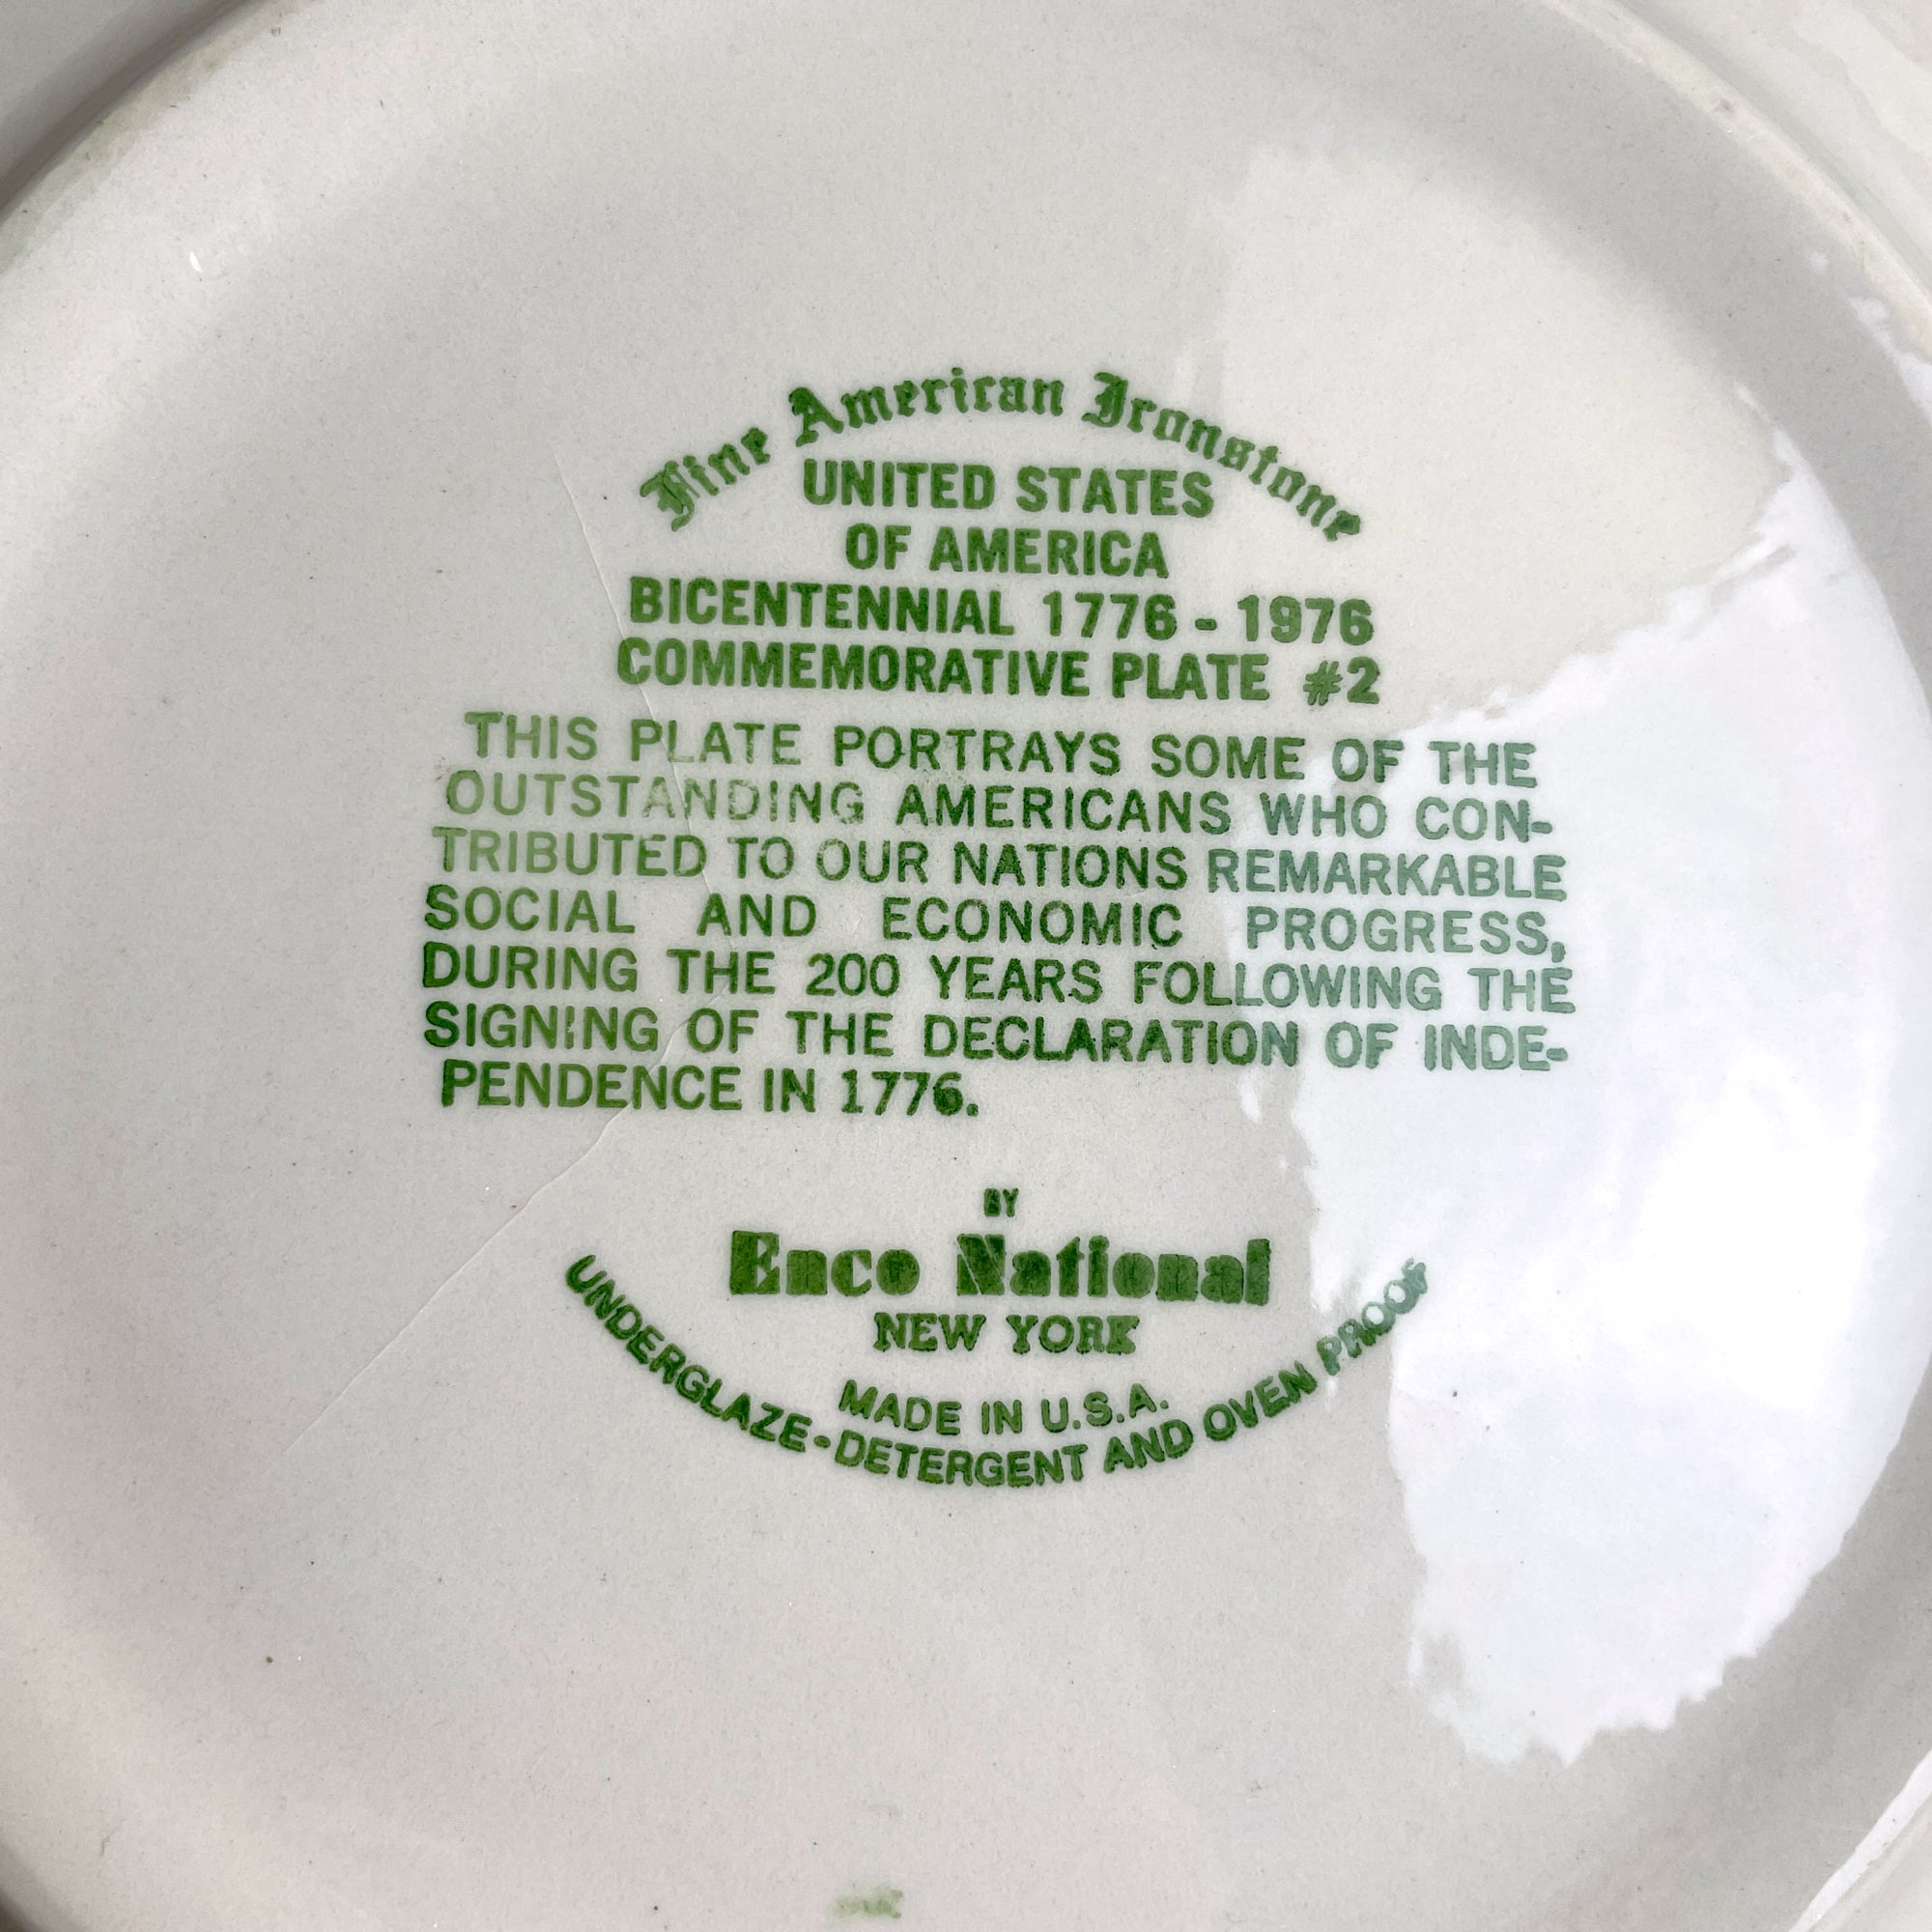 Fine American Ironstone
UNITED STATES
OF AMERICA
BICENTENNIAL 1776 - 1976
COMMEMORATIVE PLATE #2
THIS PLATE PORTRAYS SOME OF THE
OUTSTANDING AMERICANS WHO CON-
TRIBUTED TO OUR NATIONS REMARKABLE
SOCIAL AND ECONOMIC PROGRESS,
DURING THE 200 YEARS FOLLOWING THE
SIGNING OF THE DECLARATION OF INDE-
PENDENCE IN 1776.
BY
Enco National
NEW YORK
MADE IN U.S.A.
UNDERGLAZE-DETERGENT AND OVEN PROOF